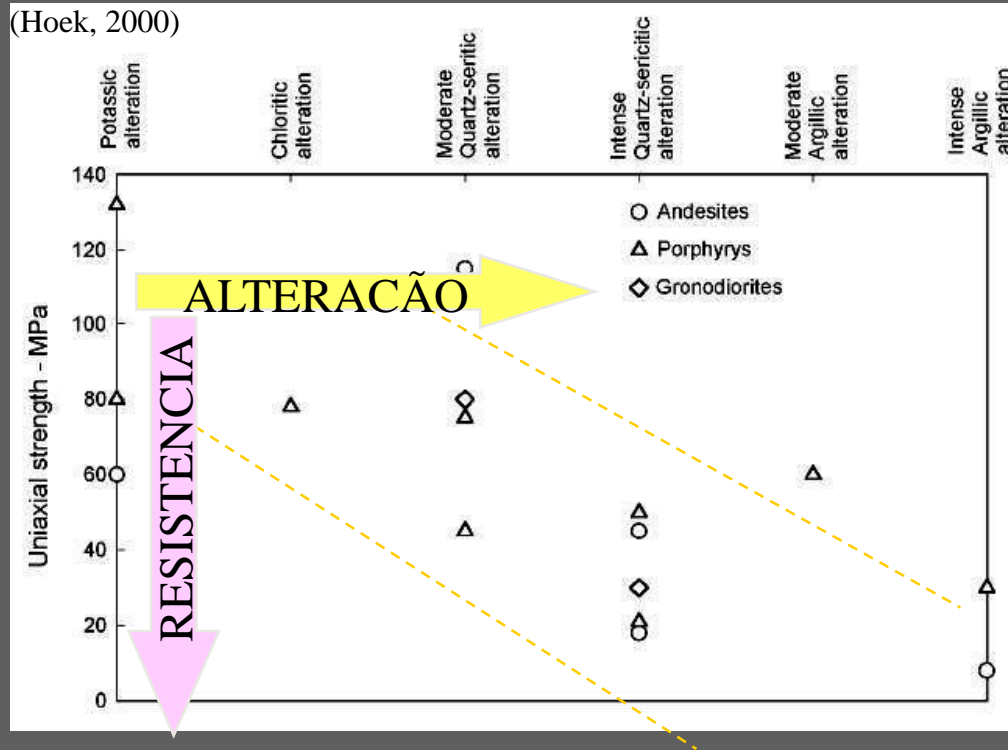 (Hoek, 2000)
Potassic
alteration
Chloritic
alteration
Moderate
Quartz-seritic
alteration
Intense
Quartz-sericitic
alteration
Moderate
Argillic
alteration
Intense
Argillic
alteration
140
120
100
80
60
40
20
0
Uniaxial strength - MPa
Andesites
Porphyrys
Gronodiorites
ALTERACÃO
RESISTENCIA